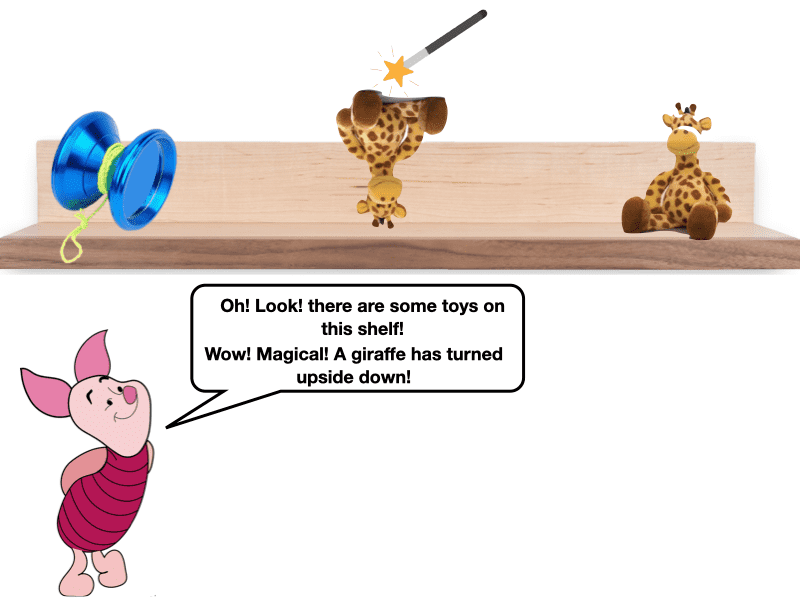 Oh! Look! there are some toys on
this shelf!
Wow! Magical! A giraffe has turned
upside down!